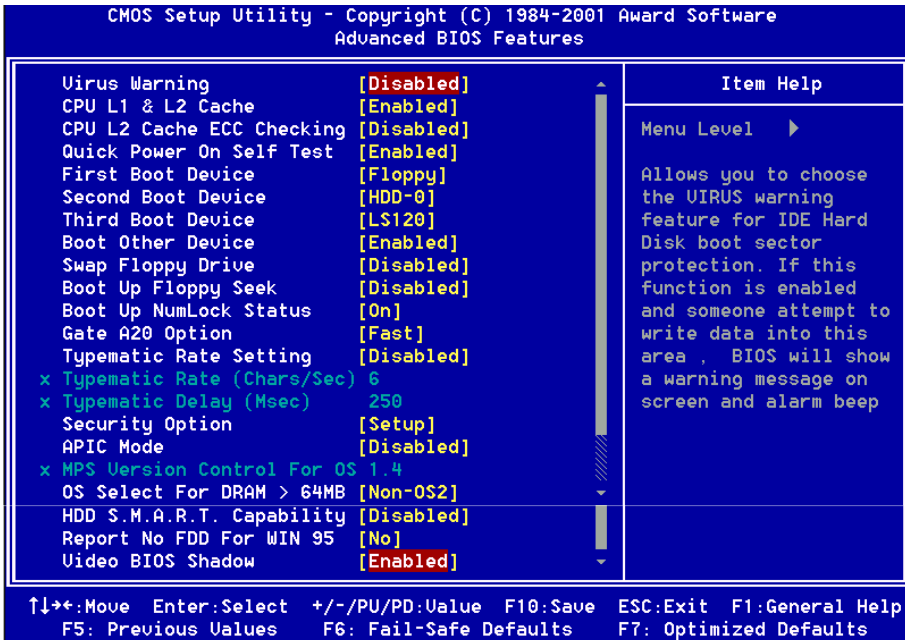 CMOS Setup Utility - Copyright (C) 1984-2001 Award Software
Advanced BIOS Features
Virus Warning [Disabled]
CPU L1 & L2 Cache [Enabled]
CPU L2 Cache ECC Checking [Disabled]
Quick Power On Self Test [Enabled]
First Boot Device [Floppy]
Second Boot Device [HDD-0]
Third Boot Device [LS120]
Boot Other Device [Enabled]
Swap Floppy Drive [Disabled]
Boot Up Floppy Seek [Disabled]
Boot Up NumLock Status [On]
Gate A20 Option [Fast]
Typematic Rate Setting [Disabled]
x Typematic Rate (Chars/Sec) 6
x Typematic Delay (Msec) 250
Security Option [Setup]
APIC Mode [Disabled]
x MPS Version Control For OS 1.4
OS Select For DRAM > 64MB [Non-OS2]
HDD S.M.A.R.T. Capability [Disabled]
Report No FDD For WIN 95 [No]
Video BIOS Shadow [Enabled]
Item Help
Menu Level
Allows you to choose
the VIRUS warning
feature for IDE Hard
Disk boot sector
protection. If this
function is enabled
and someone attempt to
write data into this
area , BIOS will show
a warning message on
screen and alarm beep
↑↓→←:Move Enter:Select +/-/PU/PD:Value F10:Save ESC:Exit F1:General Help
F5: Previous Values F6: Fail-Safe Defaults F7: Optimized Defaults